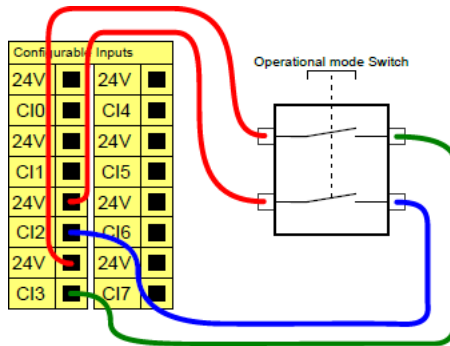 Configurable Inputs
Operational mode Switch
24V 24V
CI0 CI4
24V 24V
CI1 CI5
24V 24V
CI2 CI6
24V 24V
CI3 CI7